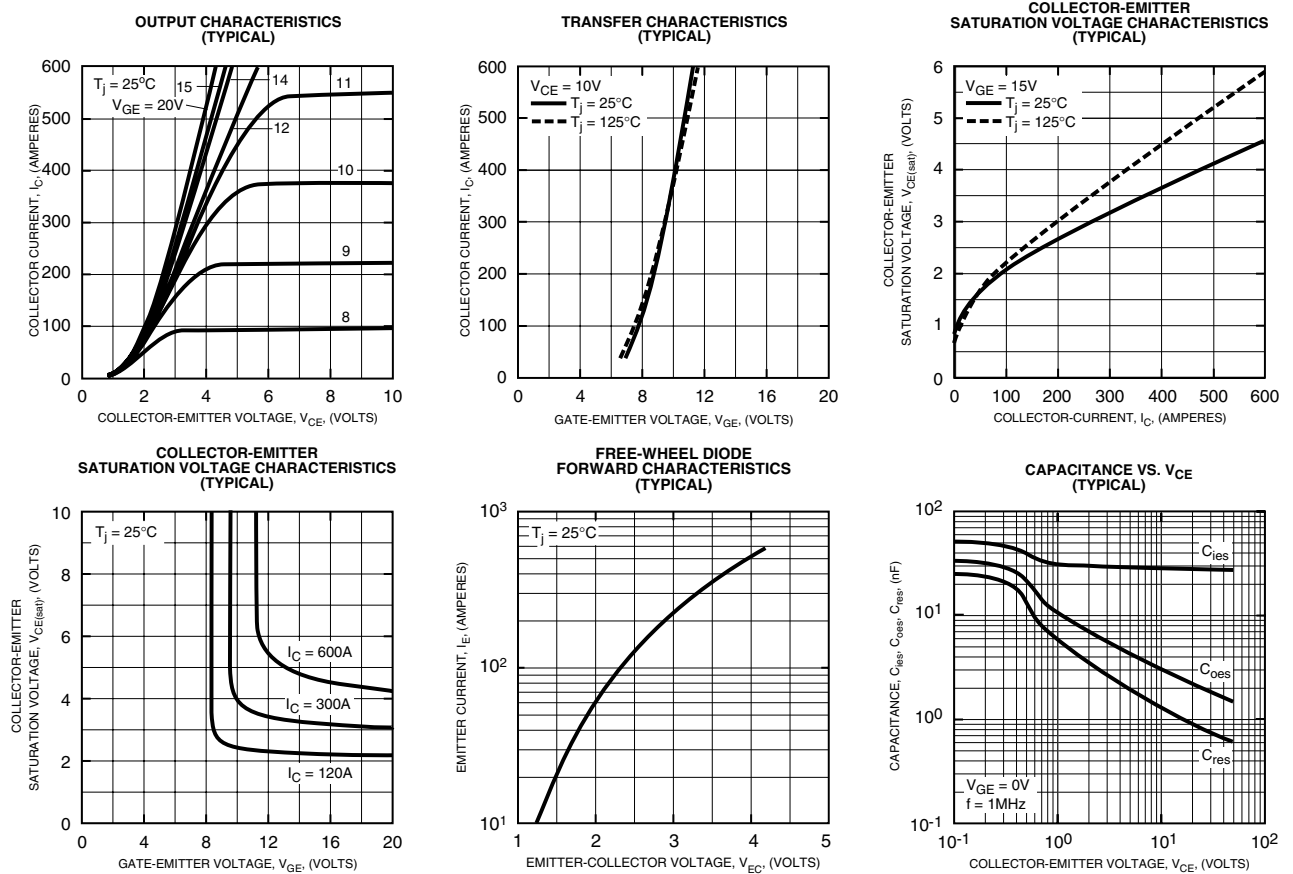 OUTPUT CHARACTERISTICS
(TYPICAL)
COLLECTOR CURRENT, IC, (AMPERES)
600
500
400
300
200
100
0
Tj = 25oC
VGE = 20V
15
14
11
12
10
9
8
0 2 4 6 8 10
COLLECTOR-EMITTER VOLTAGE, VCE, (VOLTS)
TRANSFER CHARACTERISTICS
(TYPICAL)
COLLECTOR CURRENT, IC, (AMPERES)
600
500
400
300
200
100
0
VCE = 10V
Tj = 25°C
Tj = 125°C
0 4 8 12 16 20
GATE-EMITTER VOLTAGE, VGE, (VOLTS)
COLLECTOR-EMITTER
SATURATION VOLTAGE CHARACTERISTICS
(TYPICAL)
COLLECTOR-EMITTER
SATURATION VOLTAGE, VCE(sat), (VOLTS)
6
5
4
3
2
1
0
VGE = 15V
Tj = 25°C
Tj = 125°C
0 100 200 300 400 500 600
COLLECTOR-CURRENT, IC, (AMPERES)
COLLECTOR-EMITTER
SATURATION VOLTAGE CHARACTERISTICS
(TYPICAL)
COLLECTOR-EMITTER
SATURATION VOLTAGE, VCE(sat), (VOLTS)
10
8
6
4
2
0
Tj = 25°C
IC = 600A
IC = 300A
IC = 120A
0 4 8 12 16 20
GATE-EMITTER VOLTAGE, VGE, (VOLTS)
FREE-WHEEL DIODE
FORWARD CHARACTERISTICS
(TYPICAL)
EMITTER CURRENT, IE, (AMPERES)
103
102
101
Tj = 25°C
1 2 3 4 5
EMITTER-COLLECTOR VOLTAGE, VEC, (VOLTS)
CAPACITANCE VS. VCE
(TYPICAL)
CAPACITANCE, Cies, Coes, Cres, (nF)
102
101
100
10-1
Cies
Coes
Cres
VGE = 0V
f = 1MHz
10-1 100 101 102
COLLECTOR-EMITTER VOLTAGE, VCE, (VOLTS)